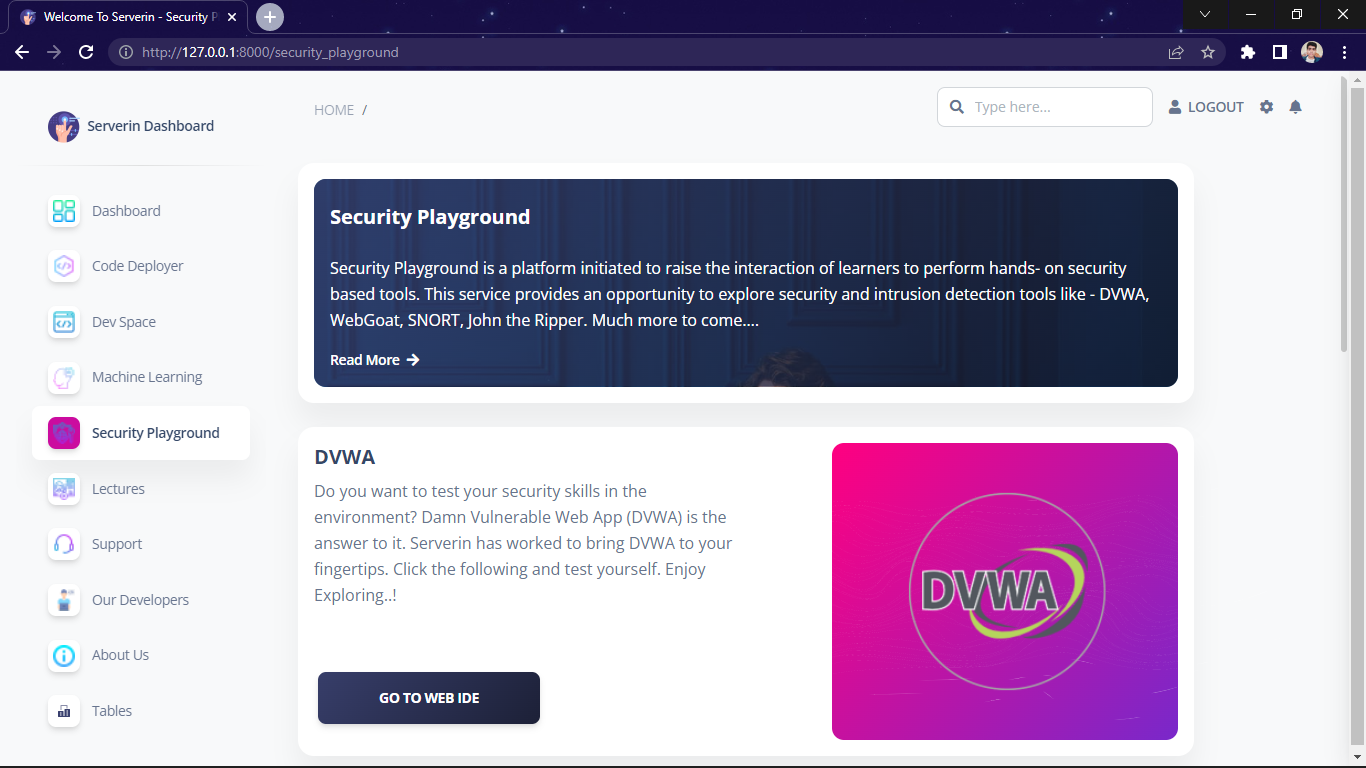 Welcome To Serverin - Security P
http://127.0.0.1:8000/security_playground
Serverin Dashboard
HOME /
Type here...
LOGOUT
Dashboard
Code Deployer
Dev Space
Machine Learning
Security Playground
Lectures
Support
Our Developers
About Us
Tables
Security Playground
Security Playground is a platform initiated to raise the interaction of learners to perform hands- on security
based tools. This service provides an opportunity to explore security and intrusion detection tools like - DVWA,
WebGoat, SNORT, John the Ripper. Much more to come....
Read More
DVWA
Do you want to test your security skills in the
environment? Damn Vulnerable Web App (DVWA) is the
answer to it. Serverin has worked to bring DVWA to your
fingertips. Click the following and test yourself. Enjoy
Exploring..!
GO TO WEB IDE
DVWA